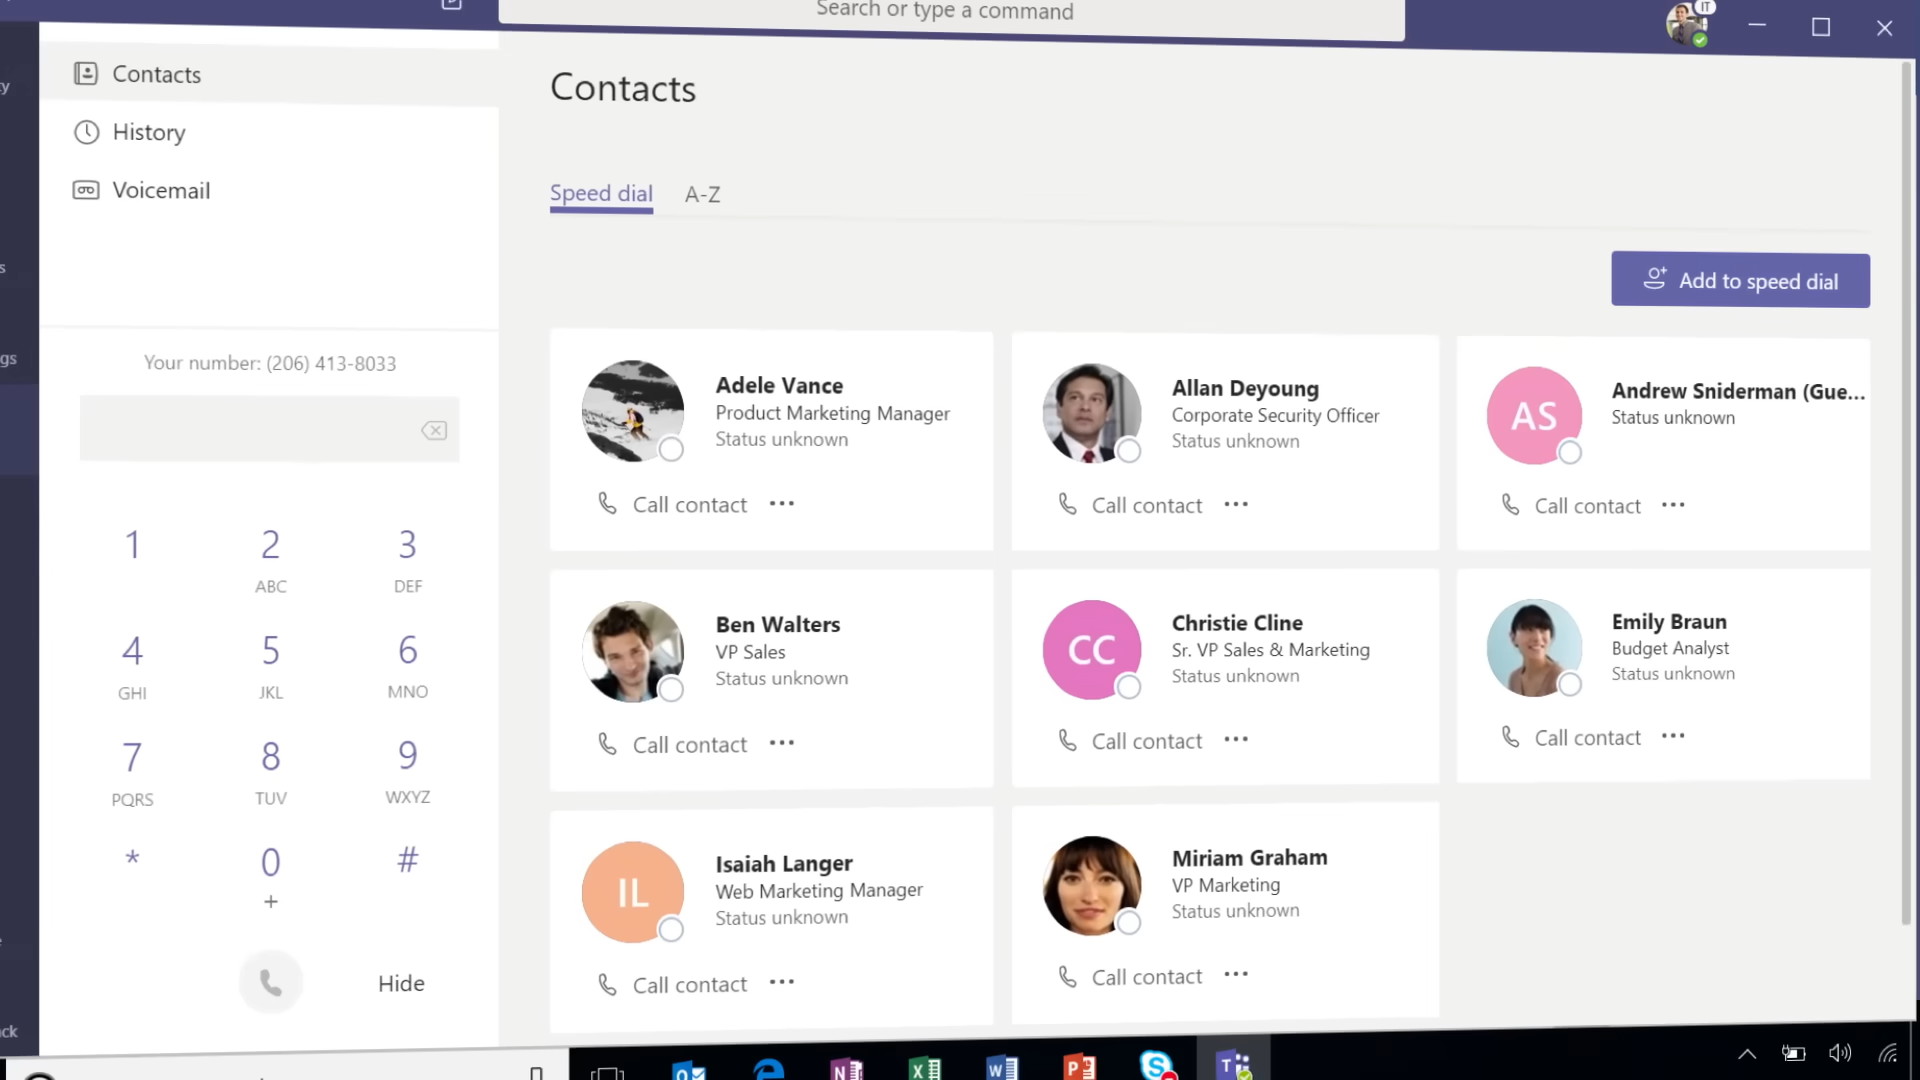 Search or type a command
IT
Contacts
History
Voicemail
Your number: (206) 413-8033
1
2
3
ABC
DEF
4
5
6
GHI
JKL
MNO
7
8
9
PQRS
TUV
WXYZ
*
0
#
+
Hide
Contacts
Speed dial
A-Z
Add to speed dial
Adele Vance
Product Marketing Manager
Status unknown
Call contact
Allan Deyoung
Corporate Security Officer
Status unknown
Call contact
AS
Andrew Sniderman (Gue...
Status unknown
Call contact
Ben Walters
VP Sales
Status unknown
Call contact
CC
Christie Cline
Sr. VP Sales & Marketing
Status unknown
Call contact
Emily Braun
Budget Analyst
Status unknown
Call contact
IL
Isaiah Langer
Web Marketing Manager
Status unknown
Call contact
Miriam Graham
VP Marketing
Status unknown
Call contact